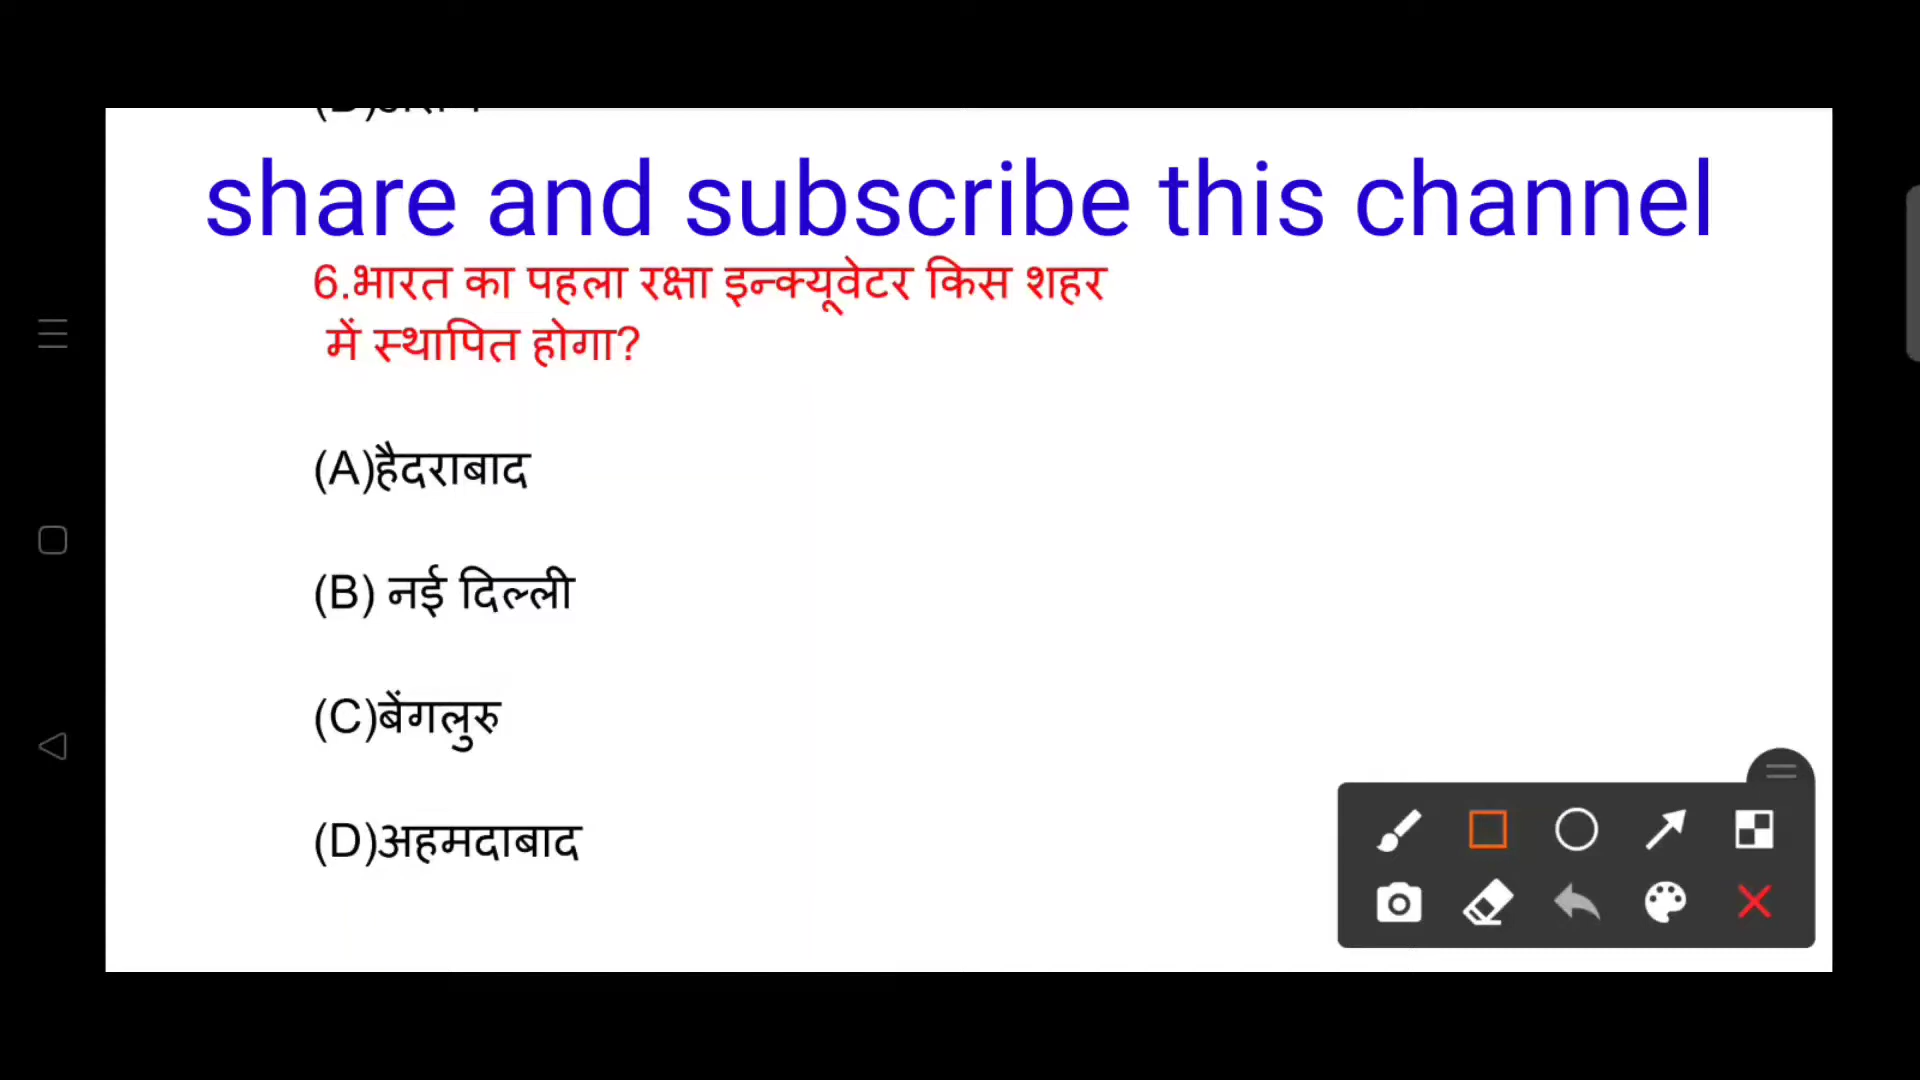 share and subscribe this channel
6.भारत का पहला रक्षा इन्क्यूवेटर किस शहर
में स्थापित होगा?
(A)हैदराबाद
(B) नई दिल्ली
(C)बेंगलुरु
(D)अहमदाबाद